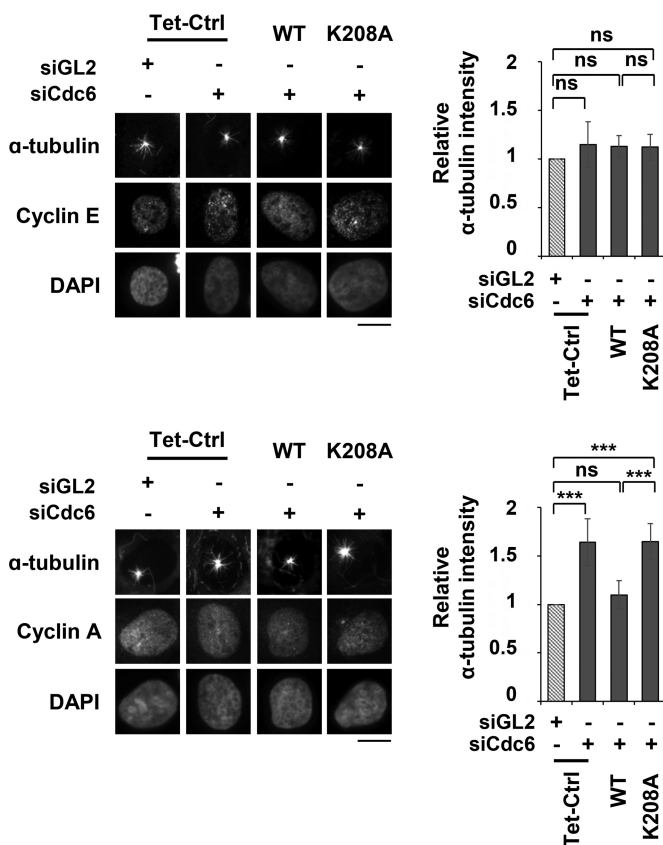 Tet-Ctrl WT K208A
siGL2 + - - -
siCdc6 - + + +
α-tubulin
Cyclin E
DAPI
ns
ns ns
ns
Relative
α-tubulin intensity
2
1.5
1
0.5
0
siGL2 + - - -
siCdc6 - + + +
Tet-Ctrl
WT
K208A
Tet-Ctrl WT K208A
siGL2 + - - -
siCdc6 - + + +
α-tubulin
Cyclin A
DAPI
***
ns ***
***
Relative
α-tubulin intensity
2
1.5
1
0.5
0
siGL2 + - - -
siCdc6 - + + +
Tet-Ctrl
WT
K208A